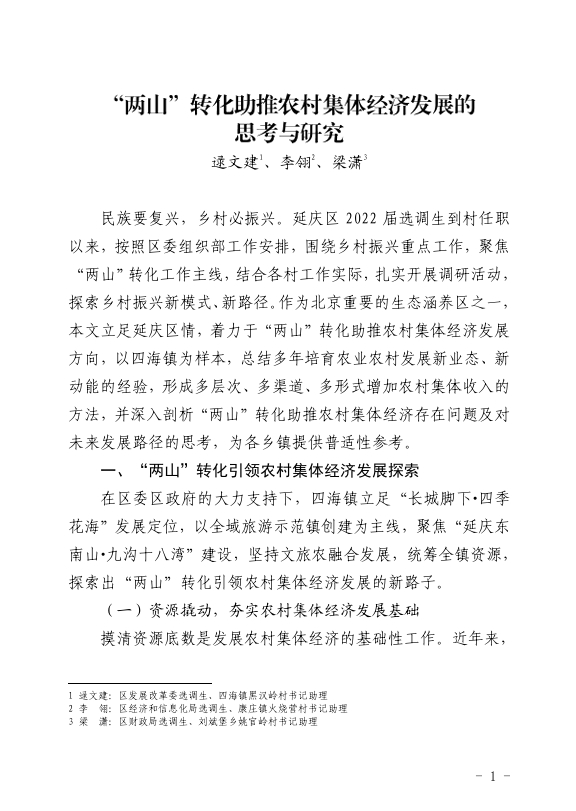 “两山”转化助推农村集体经济发展的
思考与研究
逯文建1、李翎2、梁潇3
民族要复兴，乡村必振兴。延庆区 2022 届选调生到村任职
以来，按照区委组织部工作安排，围绕乡村振兴重点工作，聚焦
“两山”转化工作主线，结合各村工作实际，扎实开展调研活动，
探索乡村振兴新模式、新路径。作为北京重要的生态涵养区之一，
本文立足延庆区情，着力于“两山”转化助推农村集体经济发展
方向，以四海镇为样本，总结多年培育农业农村发展新业态、新
动能的经验，形成多层次、多渠道、多形式增加农村集体收入的
方法，并深入剖析“两山”转化助推农村集体经济存在问题及对
未来发展路径的思考，为各乡镇提供普适性参考。
一、“两山”转化引领农村集体经济发展探索
在区委区政府的大力支持下，四海镇立足“长城脚下•四季
花海”发展定位，以全域旅游示范镇创建为主线，聚焦“延庆东
南山•九沟十八湾”建设，坚持文旅农融合发展，统筹全镇资源，
探索出“两山”转化引领农村集体经济发展的新路子。
（一）资源撬动，夯实农村集体经济发展基础
摸清资源底数是发展农村集体经济的基础性工作。近年来，
1 逯文建：区发展改革委选调生、四海镇黑汉岭村书记助理
2 李　翎：区经济和信息化局选调生、康庄镇火烧营村书记助理
3 梁　潇：区财政局选调生、刘斌堡乡姚官岭村书记助理
- 1 -